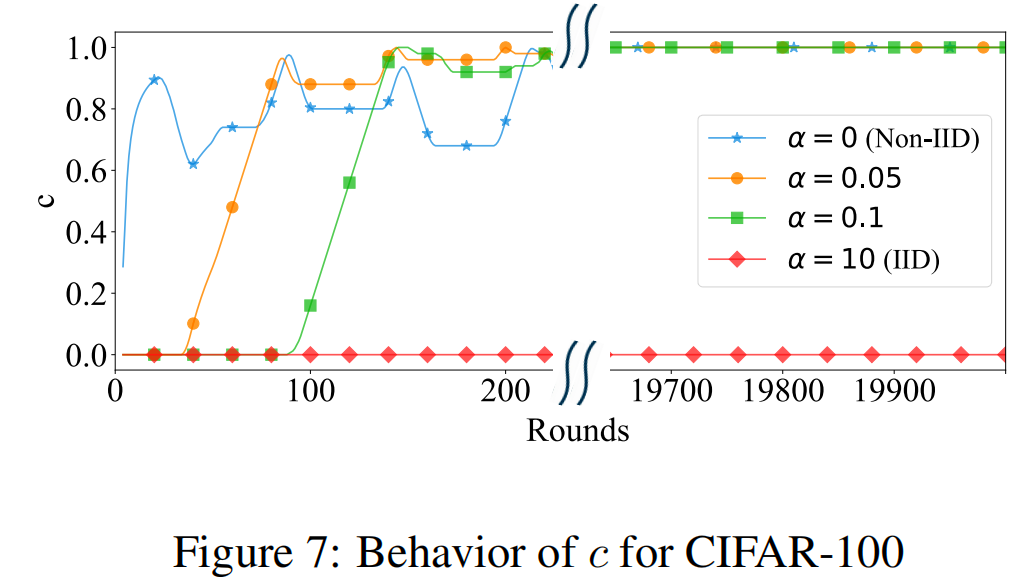 1.0
0.8
0.6
0.4
0.2
0.0
c
α = 0 (Non-IID)
α = 0.05
α = 0.1
α = 10 (IID)
0 100 200 19700 19800 19900
Rounds
Figure 7: Behavior of c for CIFAR-100